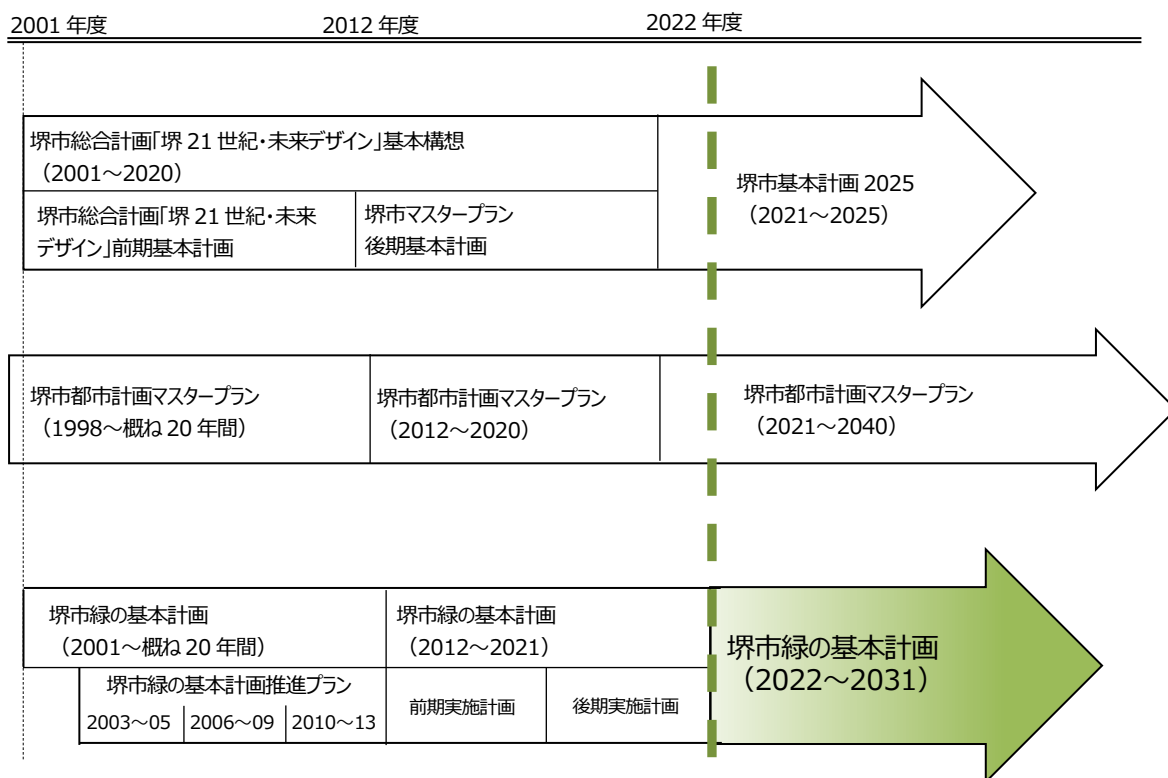 2001 年度
2012 年度
2022 年度
堺市総合計画「堺 21 世紀・未来デザイン」基本構想
（2001～2020）
堺市総合計画「堺 21 世紀・未来
デザイン」前期基本計画
堺市マスタープラン
後期基本計画
堺市基本計画 2025
（2021～2025）
堺市都市計画マスタープラン
（1998～概ね 20 年間）
堺市都市計画マスタープラン
（2012～2020）
堺市都市計画マスタープラン
（2021～2040）
堺市緑の基本計画
（2001～概ね 20 年間）
堺市緑の基本計画
（2012～2021）
堺市緑の基本計画
（2022～2031）
堺市緑の基本計画推進プラン
2003～05
2006～09
2010～13
前期実施計画
後期実施計画